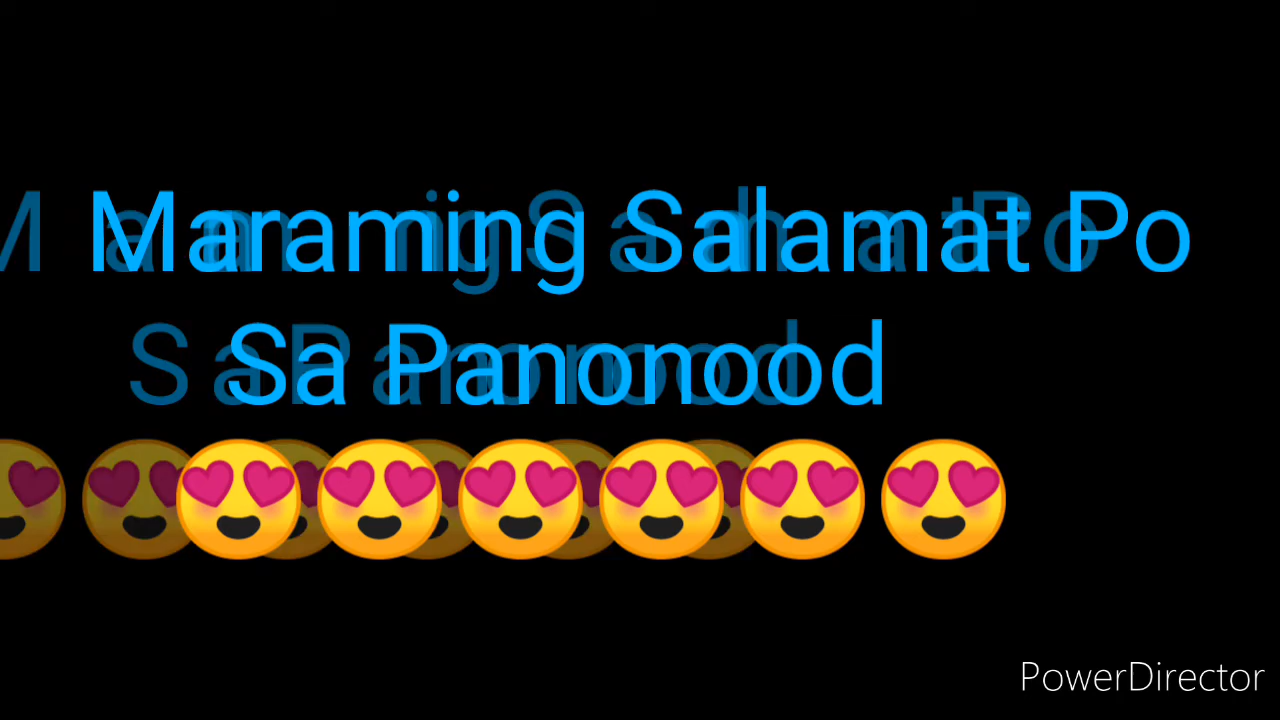 Maraming Salamat Po
Sa Panonood
😍😍😍😍😍😍
PowerDirector